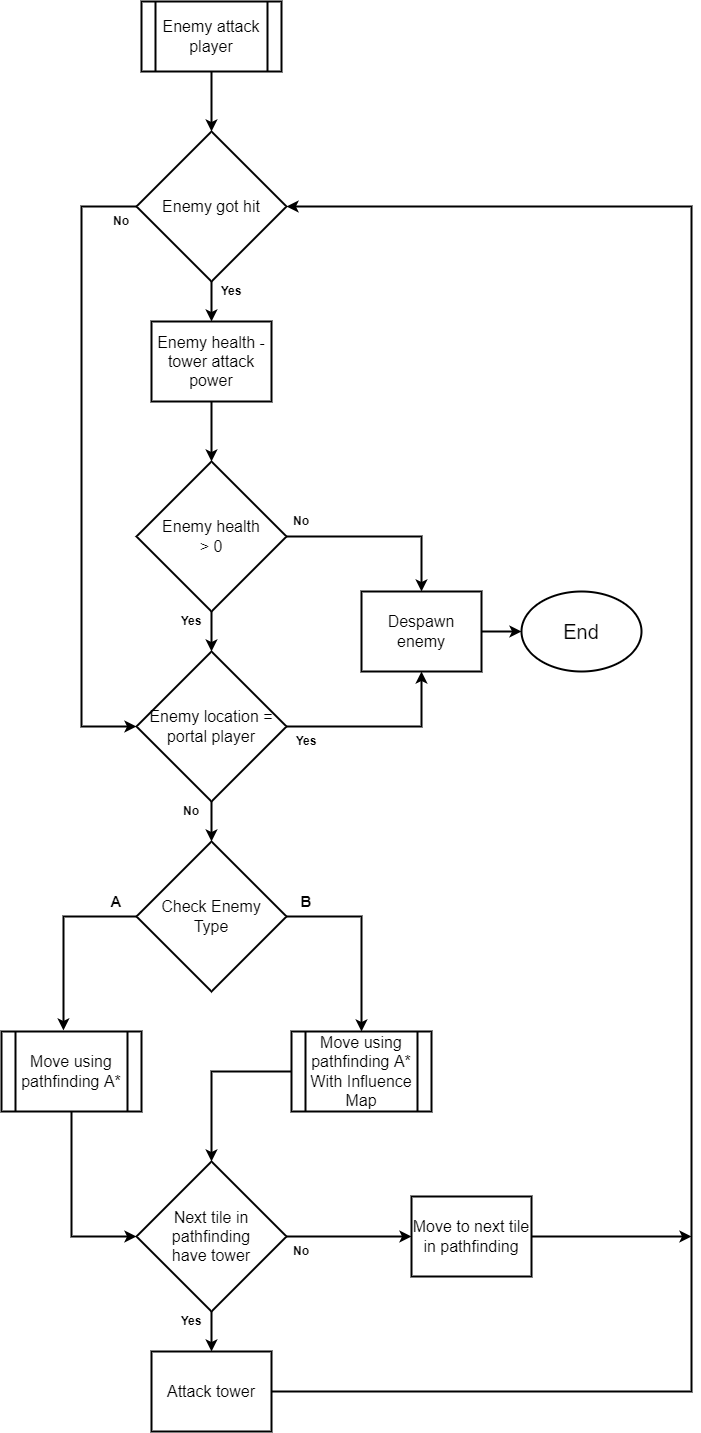 Enemy attack
player
Enemy got hit
No
Yes
Enemy health -
tower attack
power
Enemy health
> 0
No
Yes
Despawn
enemy
End
Enemy location =
portal player
Yes
No
Check Enemy
Type
A
B
Move using
pathfinding A*
Move using
pathfinding A*
With Influence
Map
Next tile in
pathfinding
have tower
No
Yes
Move to next tile
in pathfinding
Attack tower